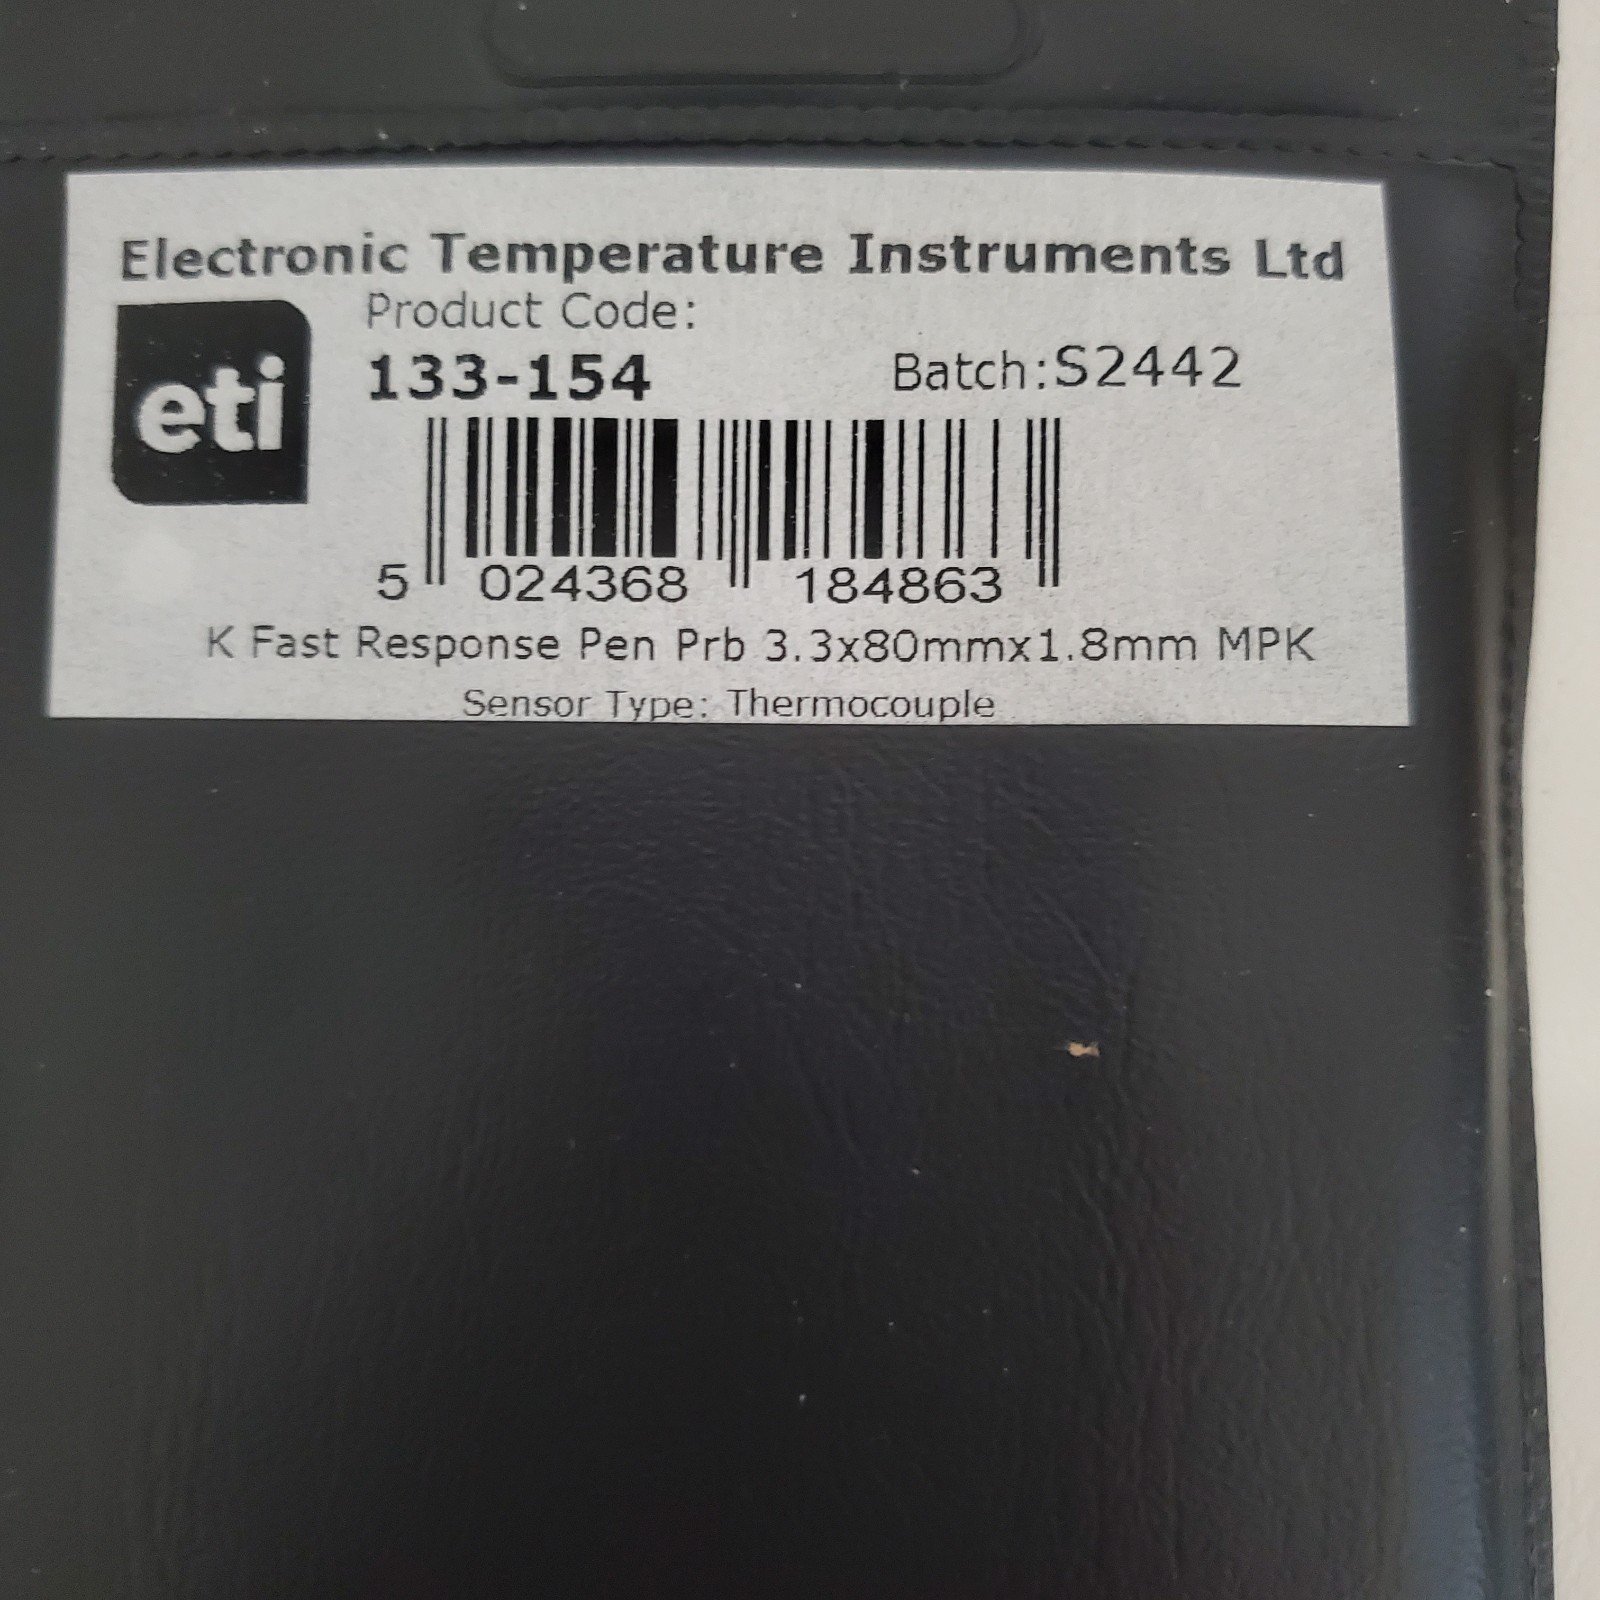 Electronic Temperature Instruments Ltd
eti
Product Code:
133-154
Batch:S2442
5 024368 184863
K Fast Response Pen Prb 3.3x80mmx1.8mm MPK
Sensor Type: Thermocouple